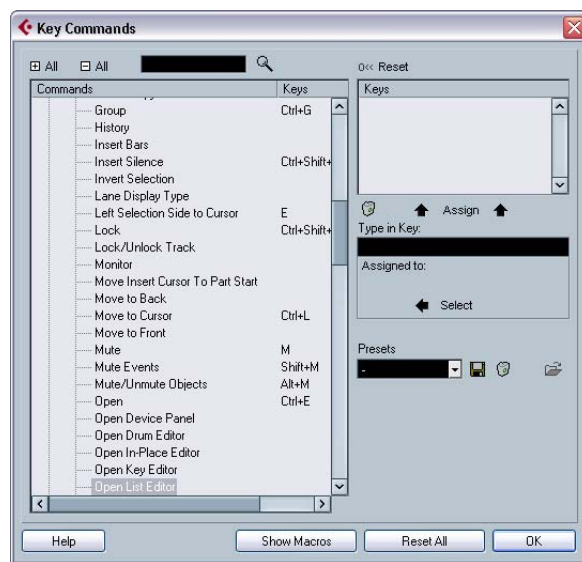 Key Commands
All All
0<< Reset
Commands Keys
Group Ctrl+G
History
Insert Bars
Insert Silence Ctrl+Shift+
Invert Selection
Lane Display Type
Left Selection Side to Cursor E
Lock Ctrl+Shift+
Lock/Unlock Track
Monitor
Move Insert Cursor To Part Start
Move to Back
Move to Cursor Ctrl+L
Move to Front
Mute M
Mute Events Shift+M
Mute/Unmute Objects Alt+M
Open Ctrl+E
Open Device Panel
Open Drum Editor
Open In-Place Editor
Open Key Editor
Open List Editor
Keys
Assign
Type in Key:
Assigned to:
Select
Presets
-
Help Show Macros Reset All OK